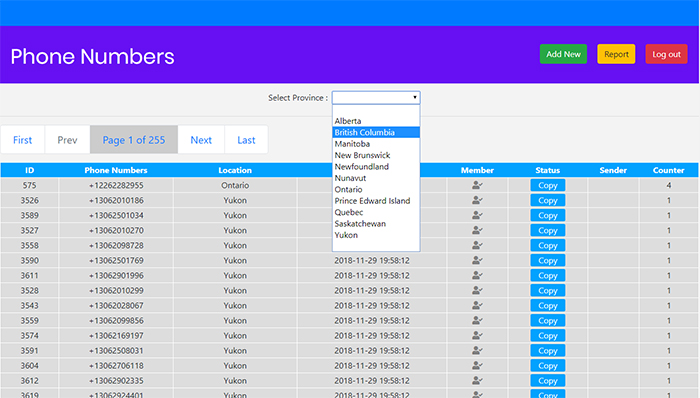 Phone Numbers
Add New
Report
Log out
Select Province :
Alberta
British Columbia
Manitoba
New Brunswick
Newfoundland
Nunavut
Ontario
Prince Edward Island
Quebec
Saskatchewan
Yukon
First Prev Page 1 of 255 Next Last
ID Phone Numbers Location Member Status Sender Counter
575 +12262282955 Ontario Copy 4
3526 +13062010186 Yukon Copy 1
3589 +13062501034 Yukon Copy 1
3527 +13062010270 Yukon Copy 1
3558 +13062098728 Yukon Copy 1
3590 +13062501769 Yukon 2018-11-29 19:58:12 Copy 1
3611 +13062901996 Yukon 2018-11-29 19:58:12 Copy 1
3528 +13062010299 Yukon 2018-11-29 19:58:12 Copy 1
3543 +13062028067 Yukon 2018-11-29 19:58:12 Copy 1
3559 +13062099856 Yukon 2018-11-29 19:58:12 Copy 1
3574 +13062169197 Yukon 2018-11-29 19:58:12 Copy 1
3591 +13062508031 Yukon 2018-11-29 19:58:12 Copy 1
3604 +13062706118 Yukon 2018-11-29 19:58:12 Copy 1
3612 +13062902335 Yukon 2018-11-29 19:58:12 Copy 1
3619 +13062924401 Yukon 2018-11-29 19:58:12 Copy 1